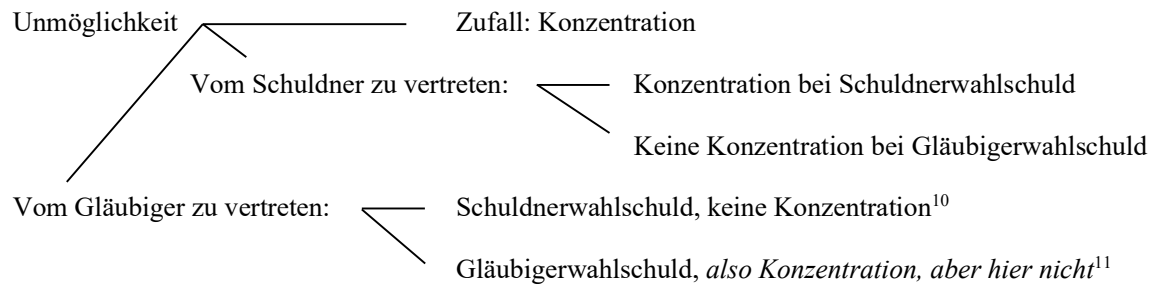 Unmöglichkeit Zufall: Konzentration
Vom Schuldner zu vertreten: Konzentration bei Schuldnerwahlschuld
Keine Konzentration bei Gläubigerwahlschuld
Vom Gläubiger zu vertreten: Schuldnerwahlschuld, keine Konzentration¹⁰
Gläubigerwahlschuld, also Konzentration, aber hier nicht¹¹